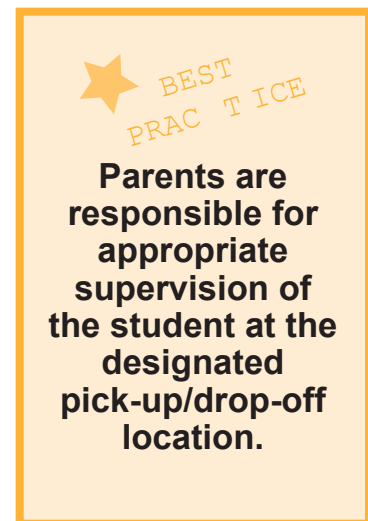 BEST
PRAC T ICE
Parents are
responsible for
appropriate
supervision of
the student at the
designated
pick-up/drop-off
location.